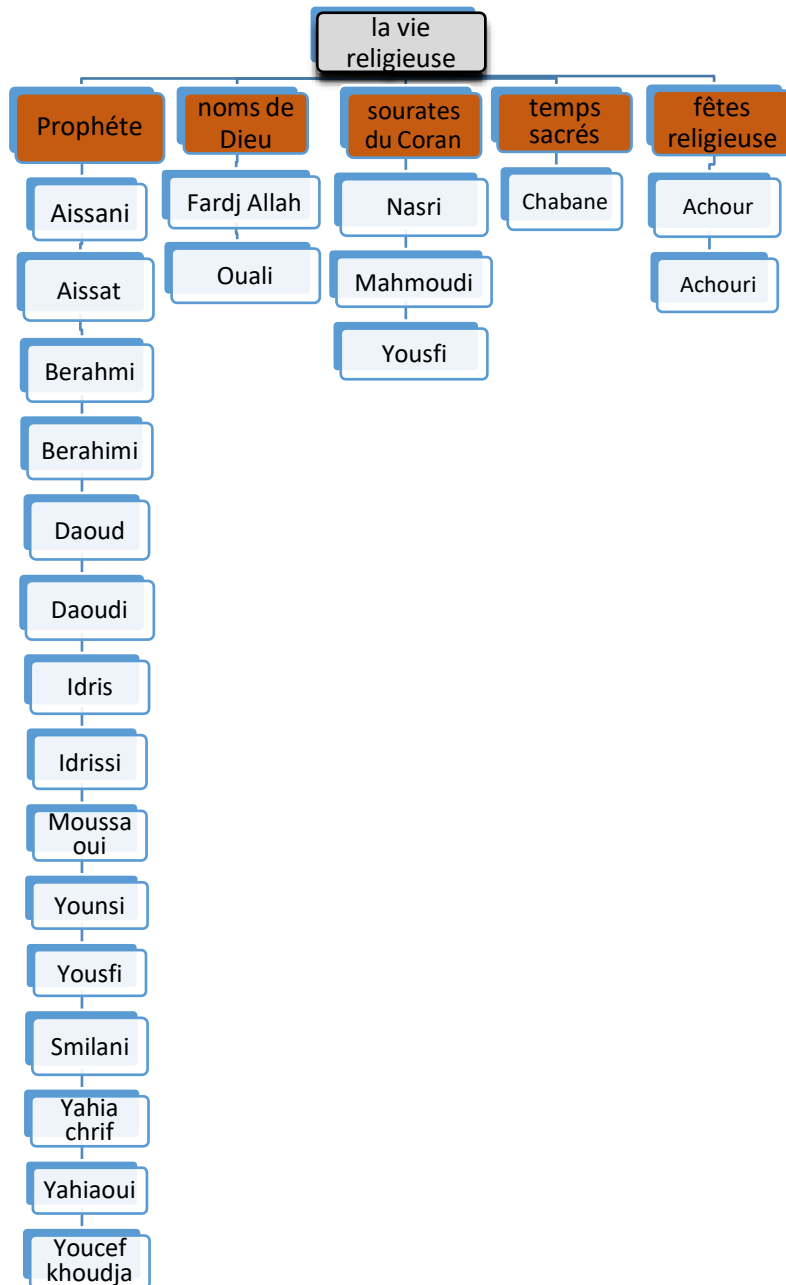 la vie
religieuse
Prophéte
noms de
Dieu
sourates
du Coran
temps
sacrés
fêtes
religieuse
Aissani
Aissat
Berahmi
Berahimi
Daoud
Daoudi
Idris
Idrissi
Moussa
oui
Younsi
Yousfi
Smilani
Yahia
chrif
Yahiaoui
Youcef
khoudja
Fardj Allah
Ouali
Nasri
Mahmoudi
Yousfi
Chabane
Achour
Achouri